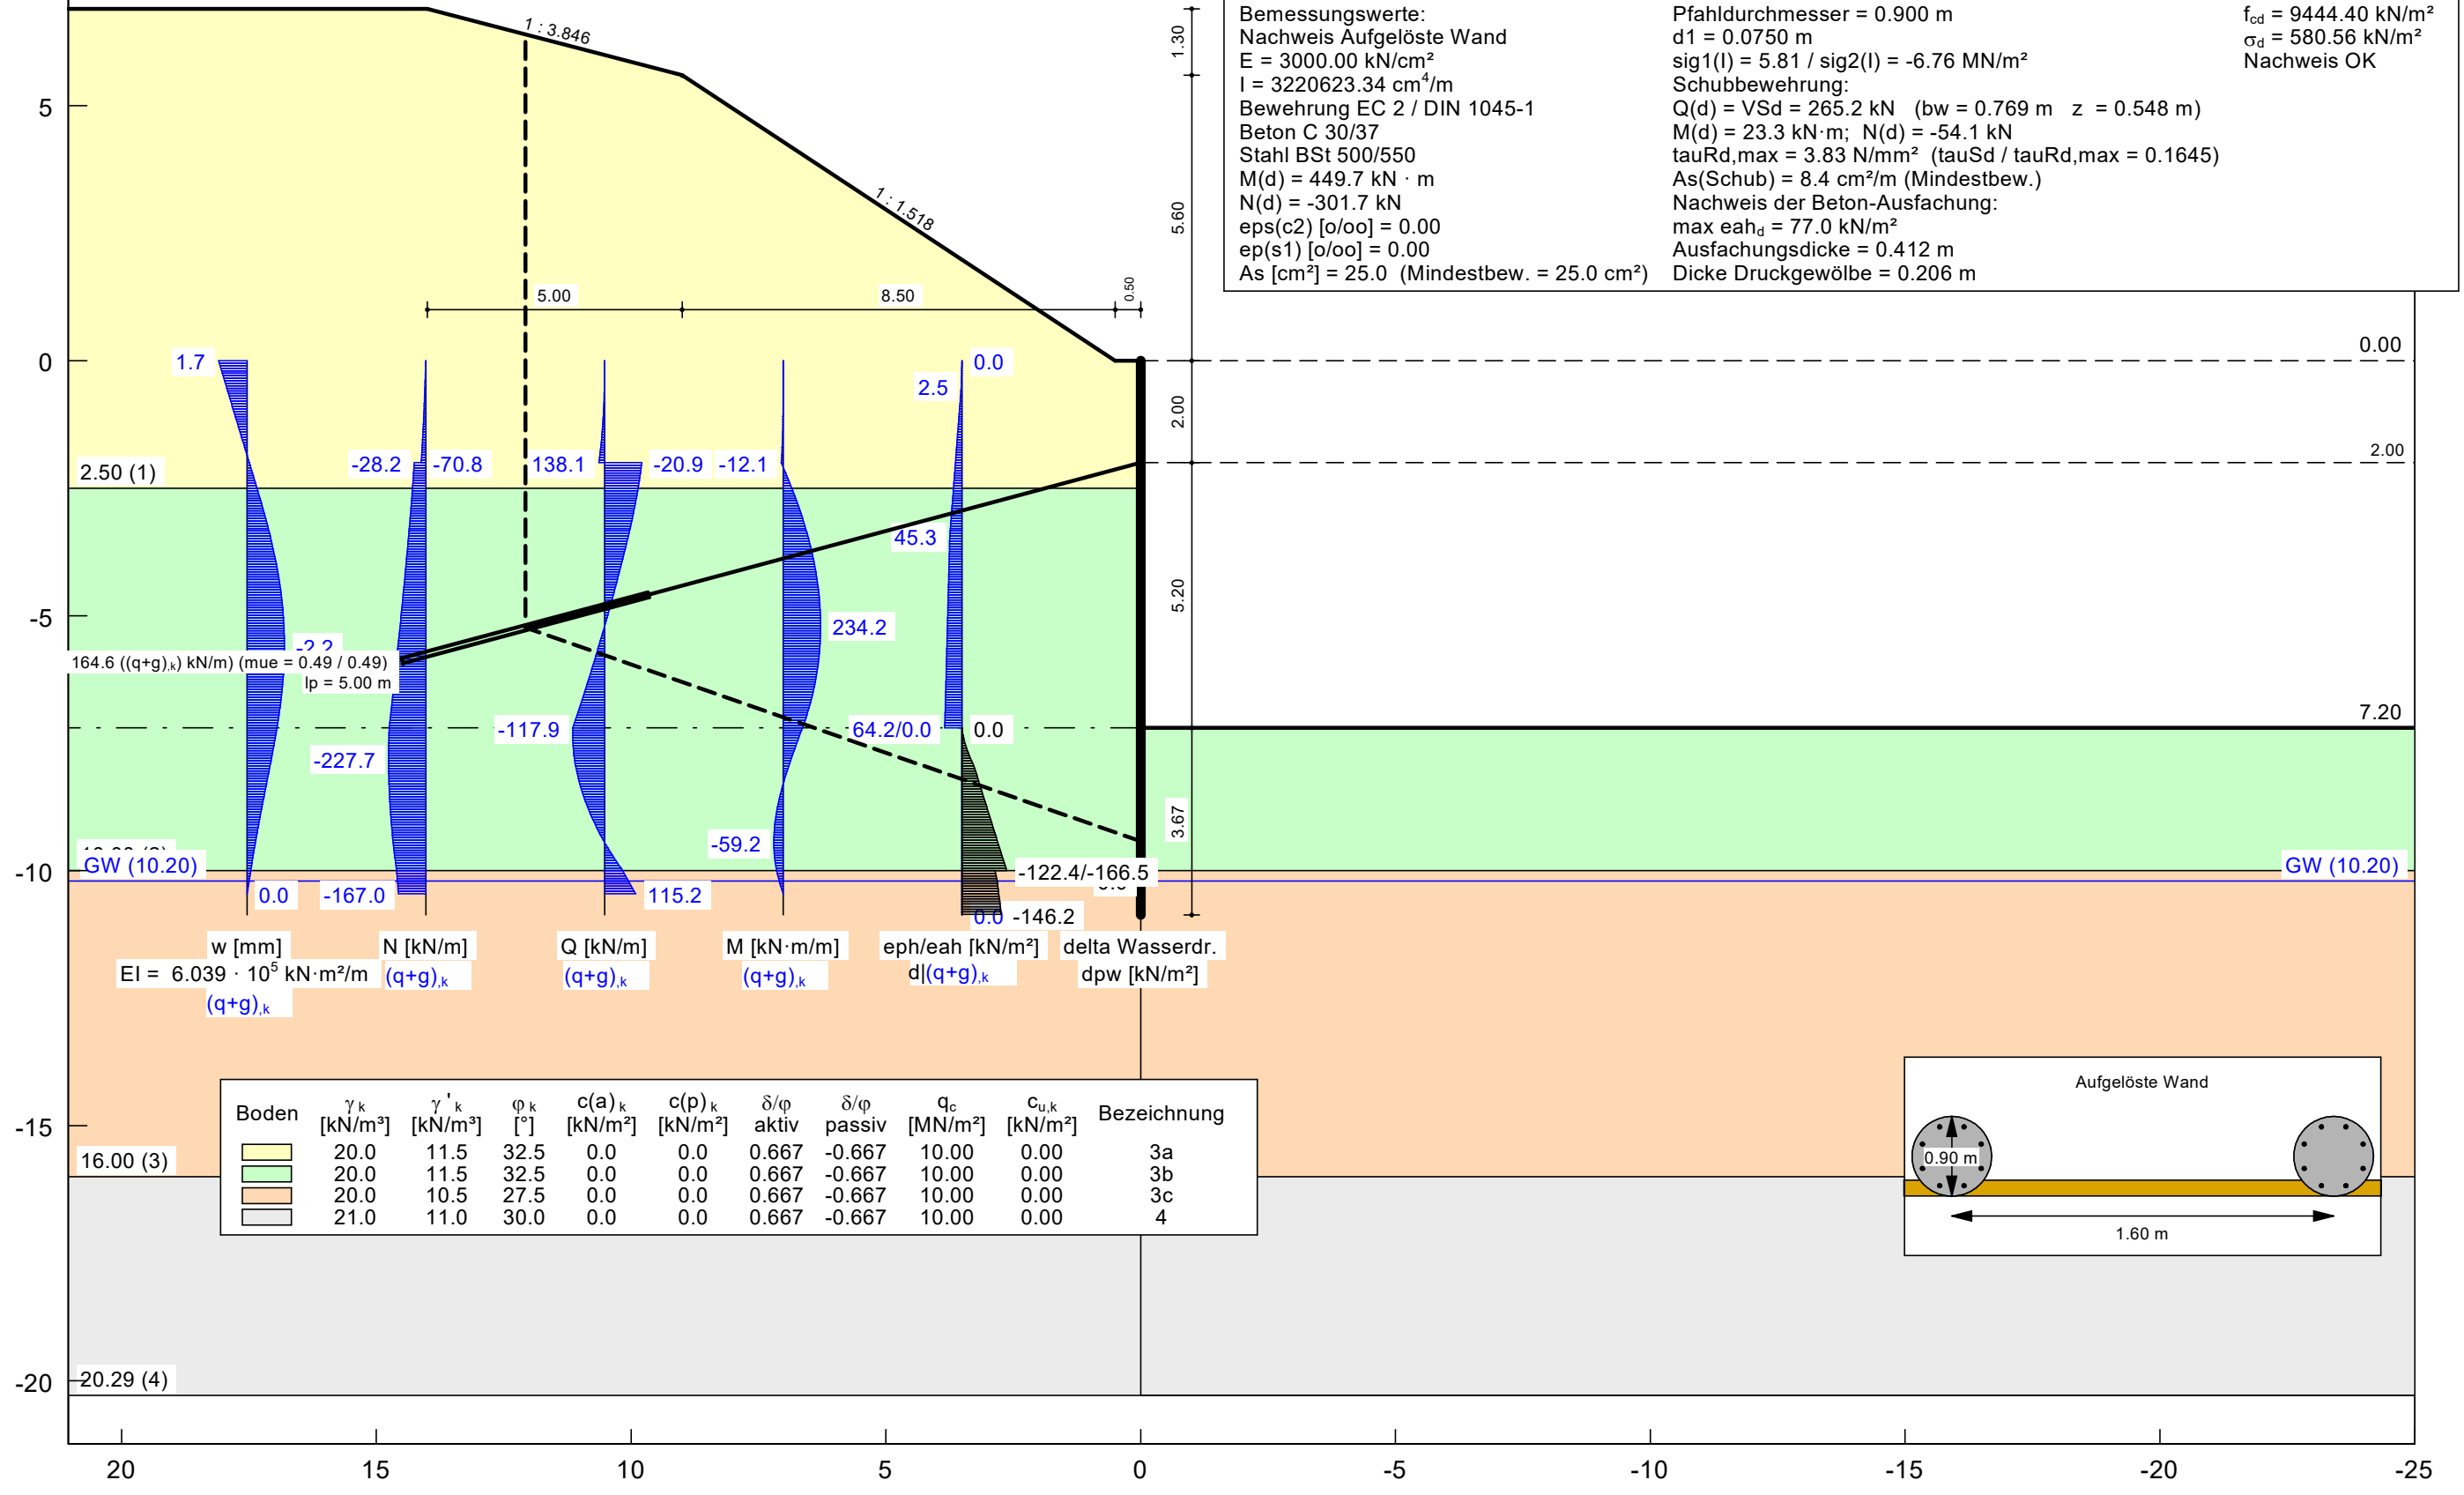 Bemessungswerte:
Nachweis Aufgelöste Wand
E = 3000.00 kN/cm²
I = 3220623.34 cm⁴/m
Bewehrung EC 2 / DIN 1045-1
Beton C 30/37
Stahl BSt 500/550
M(d) = 449.7 kN · m
N(d) = -301.7 kN
eps(c2) [o/oo] = 0.00
ep(s1) [o/oo] = 0.00
As [cm²] = 25.0 (Mindestbew. = 25.0 cm²)
Pfahldurchmesser = 0.900 m
d1 = 0.0750 m
sig1(I) = 5.81 / sig2(I) = -6.76 MN/m²
Schubbewehrung:
Q(d) = VSd = 265.2 kN (bw = 0.769 m z = 0.548 m)
M(d) = 23.3 kN·m; N(d) = -54.1 kN
tauRd,max = 3.83 N/mm² (tauSd / tauRd,max = 0.1645)
As(Schub) = 8.4 cm²/m (Mindestbew.)
Nachweis der Beton-Ausfachung:
max eahd = 77.0 kN/m²
Ausfachungsdicke = 0.412 m
Dicke Druckgewölbe = 0.206 m
fcd = 9444.40 kN/m²
σd = 580.56 kN/m²
Nachweis OK
1 : 3.846
1 : 1.518
1.30
5.60
2.00
5.20
3.67
5.00
8.50
0.50
5
0
-5
-10
-15
-20
0.00
2.00
7.20
1.7
0.0
2.5
-28.2
-70.8
138.1
-20.9
-12.1
2.50 (1)
45.3
234.2
-2.2
164.6 ((q+g),k) kN/m) (mue = 0.49 / 0.49)
lp = 5.00 m
-117.9
64.2/0.0
0.0
-227.7
-59.2
GW (10.20)
GW (10.20)
-122.4/-166.5
0.0
-167.0
115.2
0.0
-146.2
w [mm]
EI = 6.039 · 10⁵ kN·m²/m
(q+g),k
N [kN/m]
(q+g),k
Q [kN/m]
(q+g),k
M [kN·m/m]
(q+g),k
eph/eah [kN/m²]
d|(q+g),k
delta Wasserdr.
dpw [kN/m²]
16.00 (3)
20.29 (4)
Boden γk [kN/m³] γ'k [kN/m³] φk [°] c(a)k [kN/m²] c(p)k [kN/m²] δ/φ aktiv δ/φ passiv qc [MN/m²] cu,k [kN/m²] Bezeichnung
20.0 11.5 32.5 0.0 0.0 0.667 -0.667 10.00 0.00 3a
20.0 11.5 32.5 0.0 0.0 0.667 -0.667 10.00 0.00 3b
20.0 10.5 27.5 0.0 0.0 0.667 -0.667 10.00 0.00 3c
21.0 11.0 30.0 0.0 0.0 0.667 -0.667 10.00 0.00 4
Aufgelöste Wand
0.90 m
1.60 m
20 15 10 5 0 -5 -10 -15 -20 -25